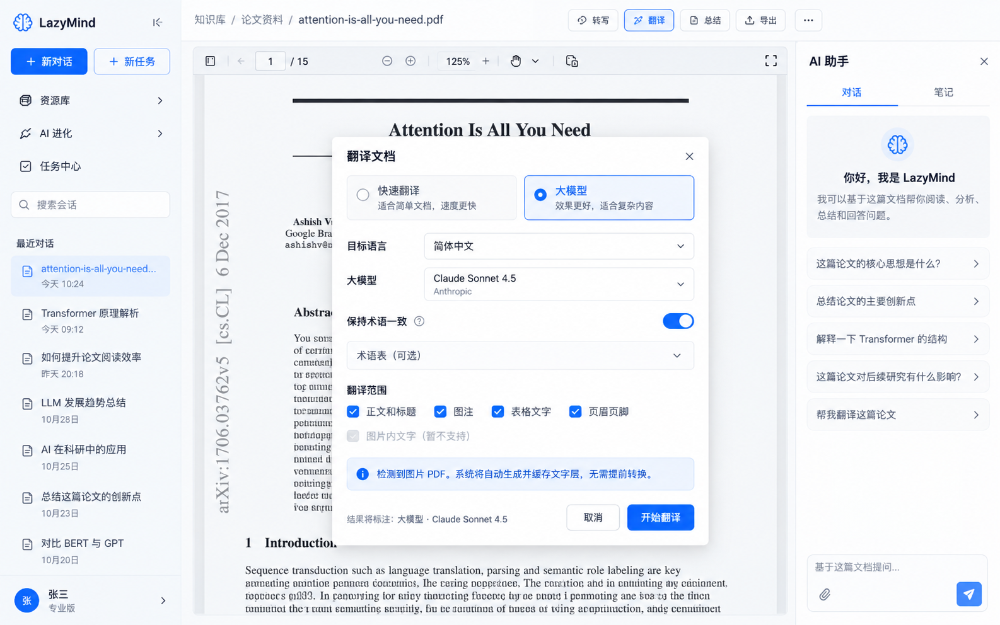 LazyMind
新对话
新任务
资源库
AI 进化
任务中心
搜索会话
最近对话
attention-is-all-you-need...
今天 10:24
Transformer 原理解析
今天 09:12
如何提升论文阅读效率
昨天 20:18
LLM 发展趋势总结
10月28日
AI 在科研中的应用
10月25日
总结这篇论文的创新点
10月23日
对比 BERT 与 GPT
10月20日
张
张三
专业版
知识库 / 论文资料 / attention-is-all-you-need.pdf
转写
翻译
总结
导出
1 / 15
125%
Attention Is All You Need
arXiv:1706.03762v5 [cs.CL] 6 Dec 2017
Ashish
Google
Abstra
You
of
1 Introduction
Sequence transduction such as language translation, parsing and semantic role labeling are key
The and in
In for to the
the of of
翻译文档
快速翻译
适合简单文档，速度更快
大模型
效果更好，适合复杂内容
目标语言
简体中文
大模型
Claude Sonnet 4.5
Anthropic
保持术语一致
术语表（可选）
翻译范围
正文和标题
图注
表格文字
页眉页脚
图片内文字（暂不支持）
检测到图片 PDF。系统将自动生成并缓存文字层，无需提前转换。
结果将标注：大模型 · Claude Sonnet 4.5
取消
开始翻译
AI 助手
对话
笔记
你好，我是 LazyMind
我可以基于这篇文档帮你阅读、分析、
总结和回答问题。
这篇论文的核心思想是什么?
总结论文的主要创新点
解释一下 Transformer 的结构
这篇论文对后续研究有什么影响?
帮我翻译这篇论文
基于这篇文档提问...